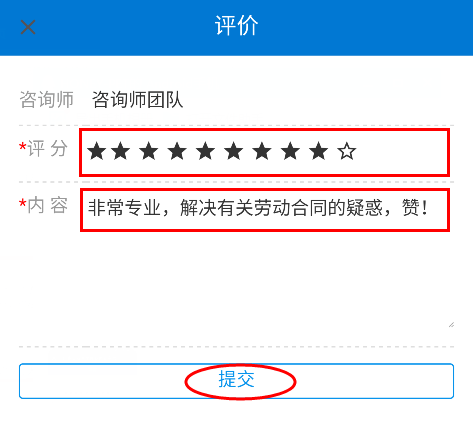 评价
咨询师 咨询师团队
*评 分 ★★★★★★★★★☆
*内 容 非常专业，解决有关劳动合同的疑惑，赞！
提交